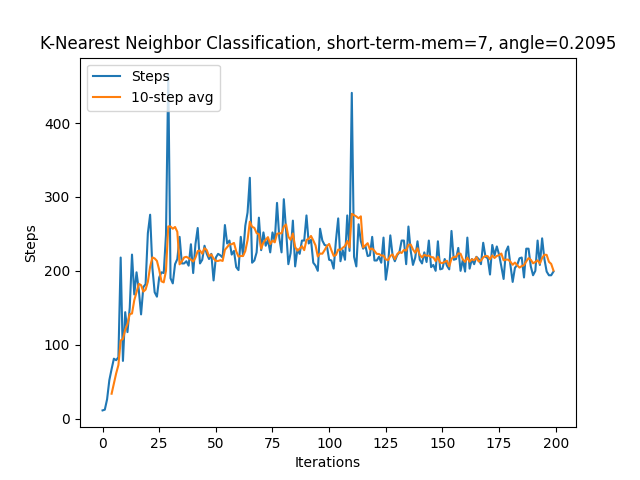 K-Nearest Neighbor Classification, short-term-mem=7, angle=0.2095
Steps
10-step avg
Steps
400
300
200
100
0
0 25 50 75 100 125 150 175 200
Iterations